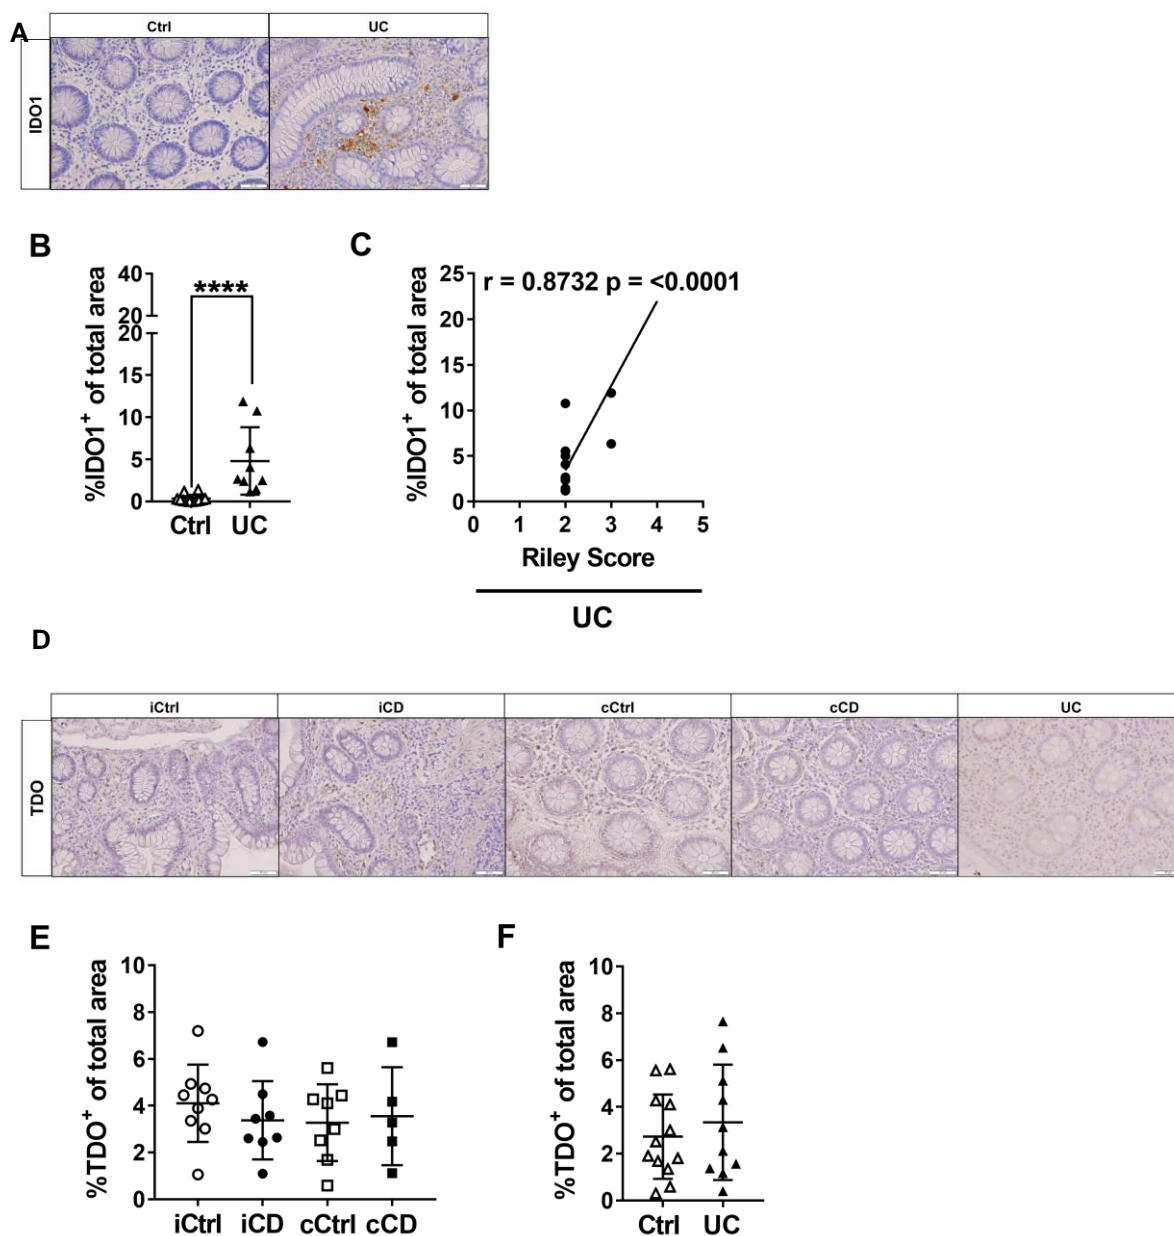 A
Ctrl
UC
IDO1
B
C
%IDO1+ of total area
40
20
20
15
10
5
0
****
Ctrl
UC
%IDO1+ of total area
25
20
15
10
5
0
r = 0.8732 p = <0.0001
0
1
2
3
4
5
Riley Score
UC
D
iCtrl
iCD
cCtrl
cCD
UC
TDO
E
F
%TDO+ of total area
10
8
6
4
2
0
iCtrl
iCD
cCtrl
cCD
%TDO+ of total area
10
8
6
4
2
0
Ctrl
UC